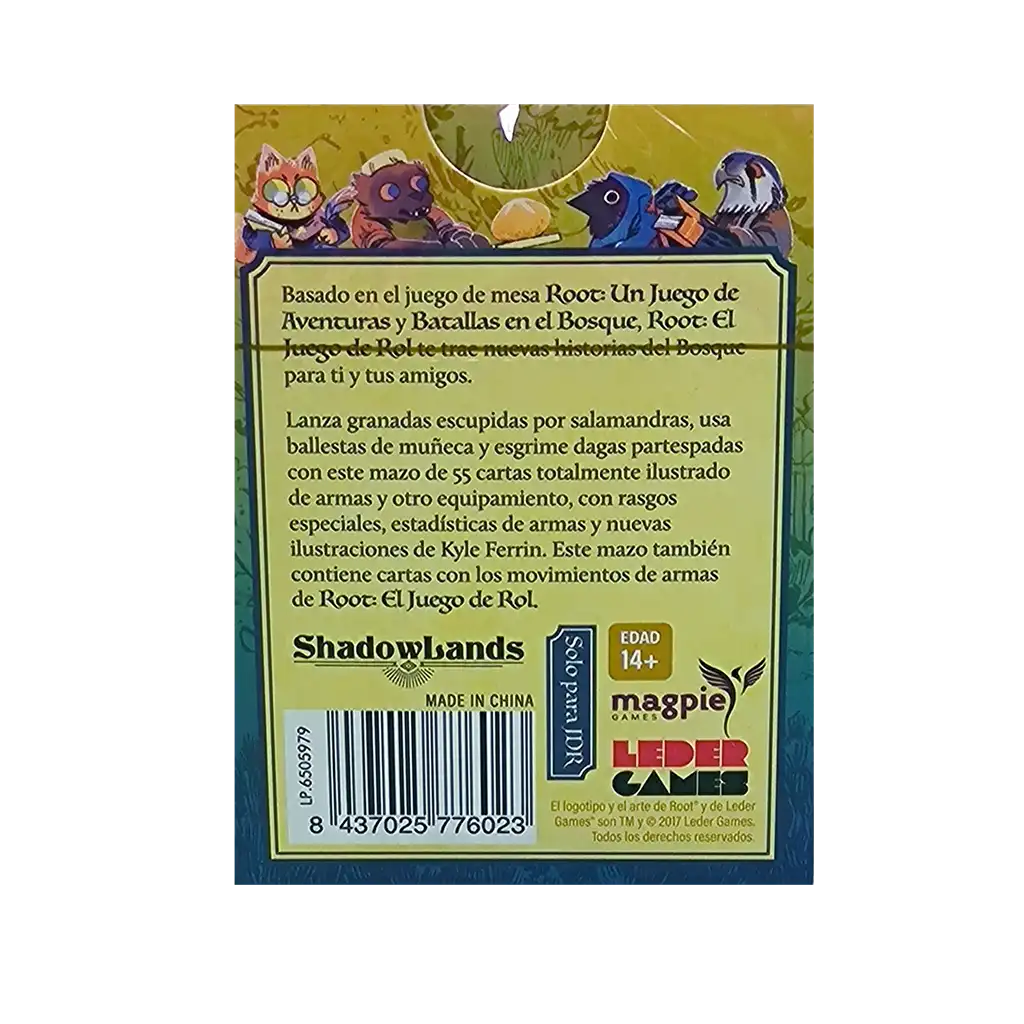 Basado en el juego de mesa Root: Un Juego de
Aventuras y Batallas en el Bosque, Root: El
Juego de Rol te trae nuevas historias del Bosque
para ti y tus amigos.
Lanza granadas escupidas por salamandras, usa
ballestas de muñeca y esgrime dagas partespadas
con este mazo de 55 cartas totalmente ilustrado
de armas y otro equipamiento, con rasgos
especiales, estadísticas de armas y nuevas
ilustraciones de Kyle Ferrin. Este mazo también
contiene cartas con los movimientos de armas
de Root: El Juego de Rol.
ShadowLands
MADE IN CHINA
LP.6505979
8 437025 776023
Solo para JDR
EDAD
14+
magpie
GAMES
LEDER
GAMES
El logotipo y el arte de Root® y de Leder
Games® son TM y © 2017 Leder Games.
Todos los derechos reservados.